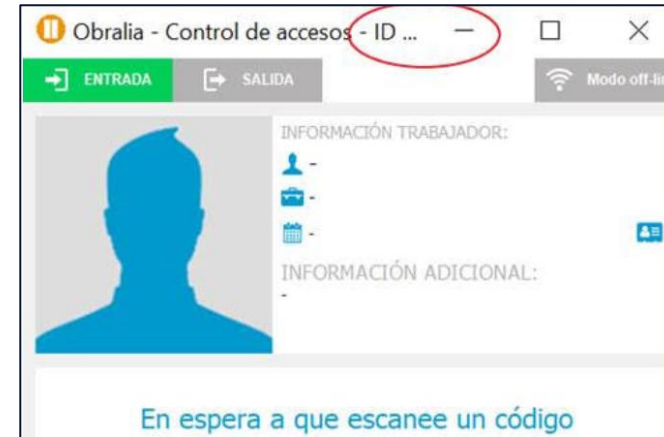 Obralia - Control de accesos - ID ...
ENTRADA
SALIDA
Modo off-lin
INFORMACIÓN TRABAJADOR:
-
-
-
INFORMACIÓN ADICIONAL:
-
En espera a que escanee un código